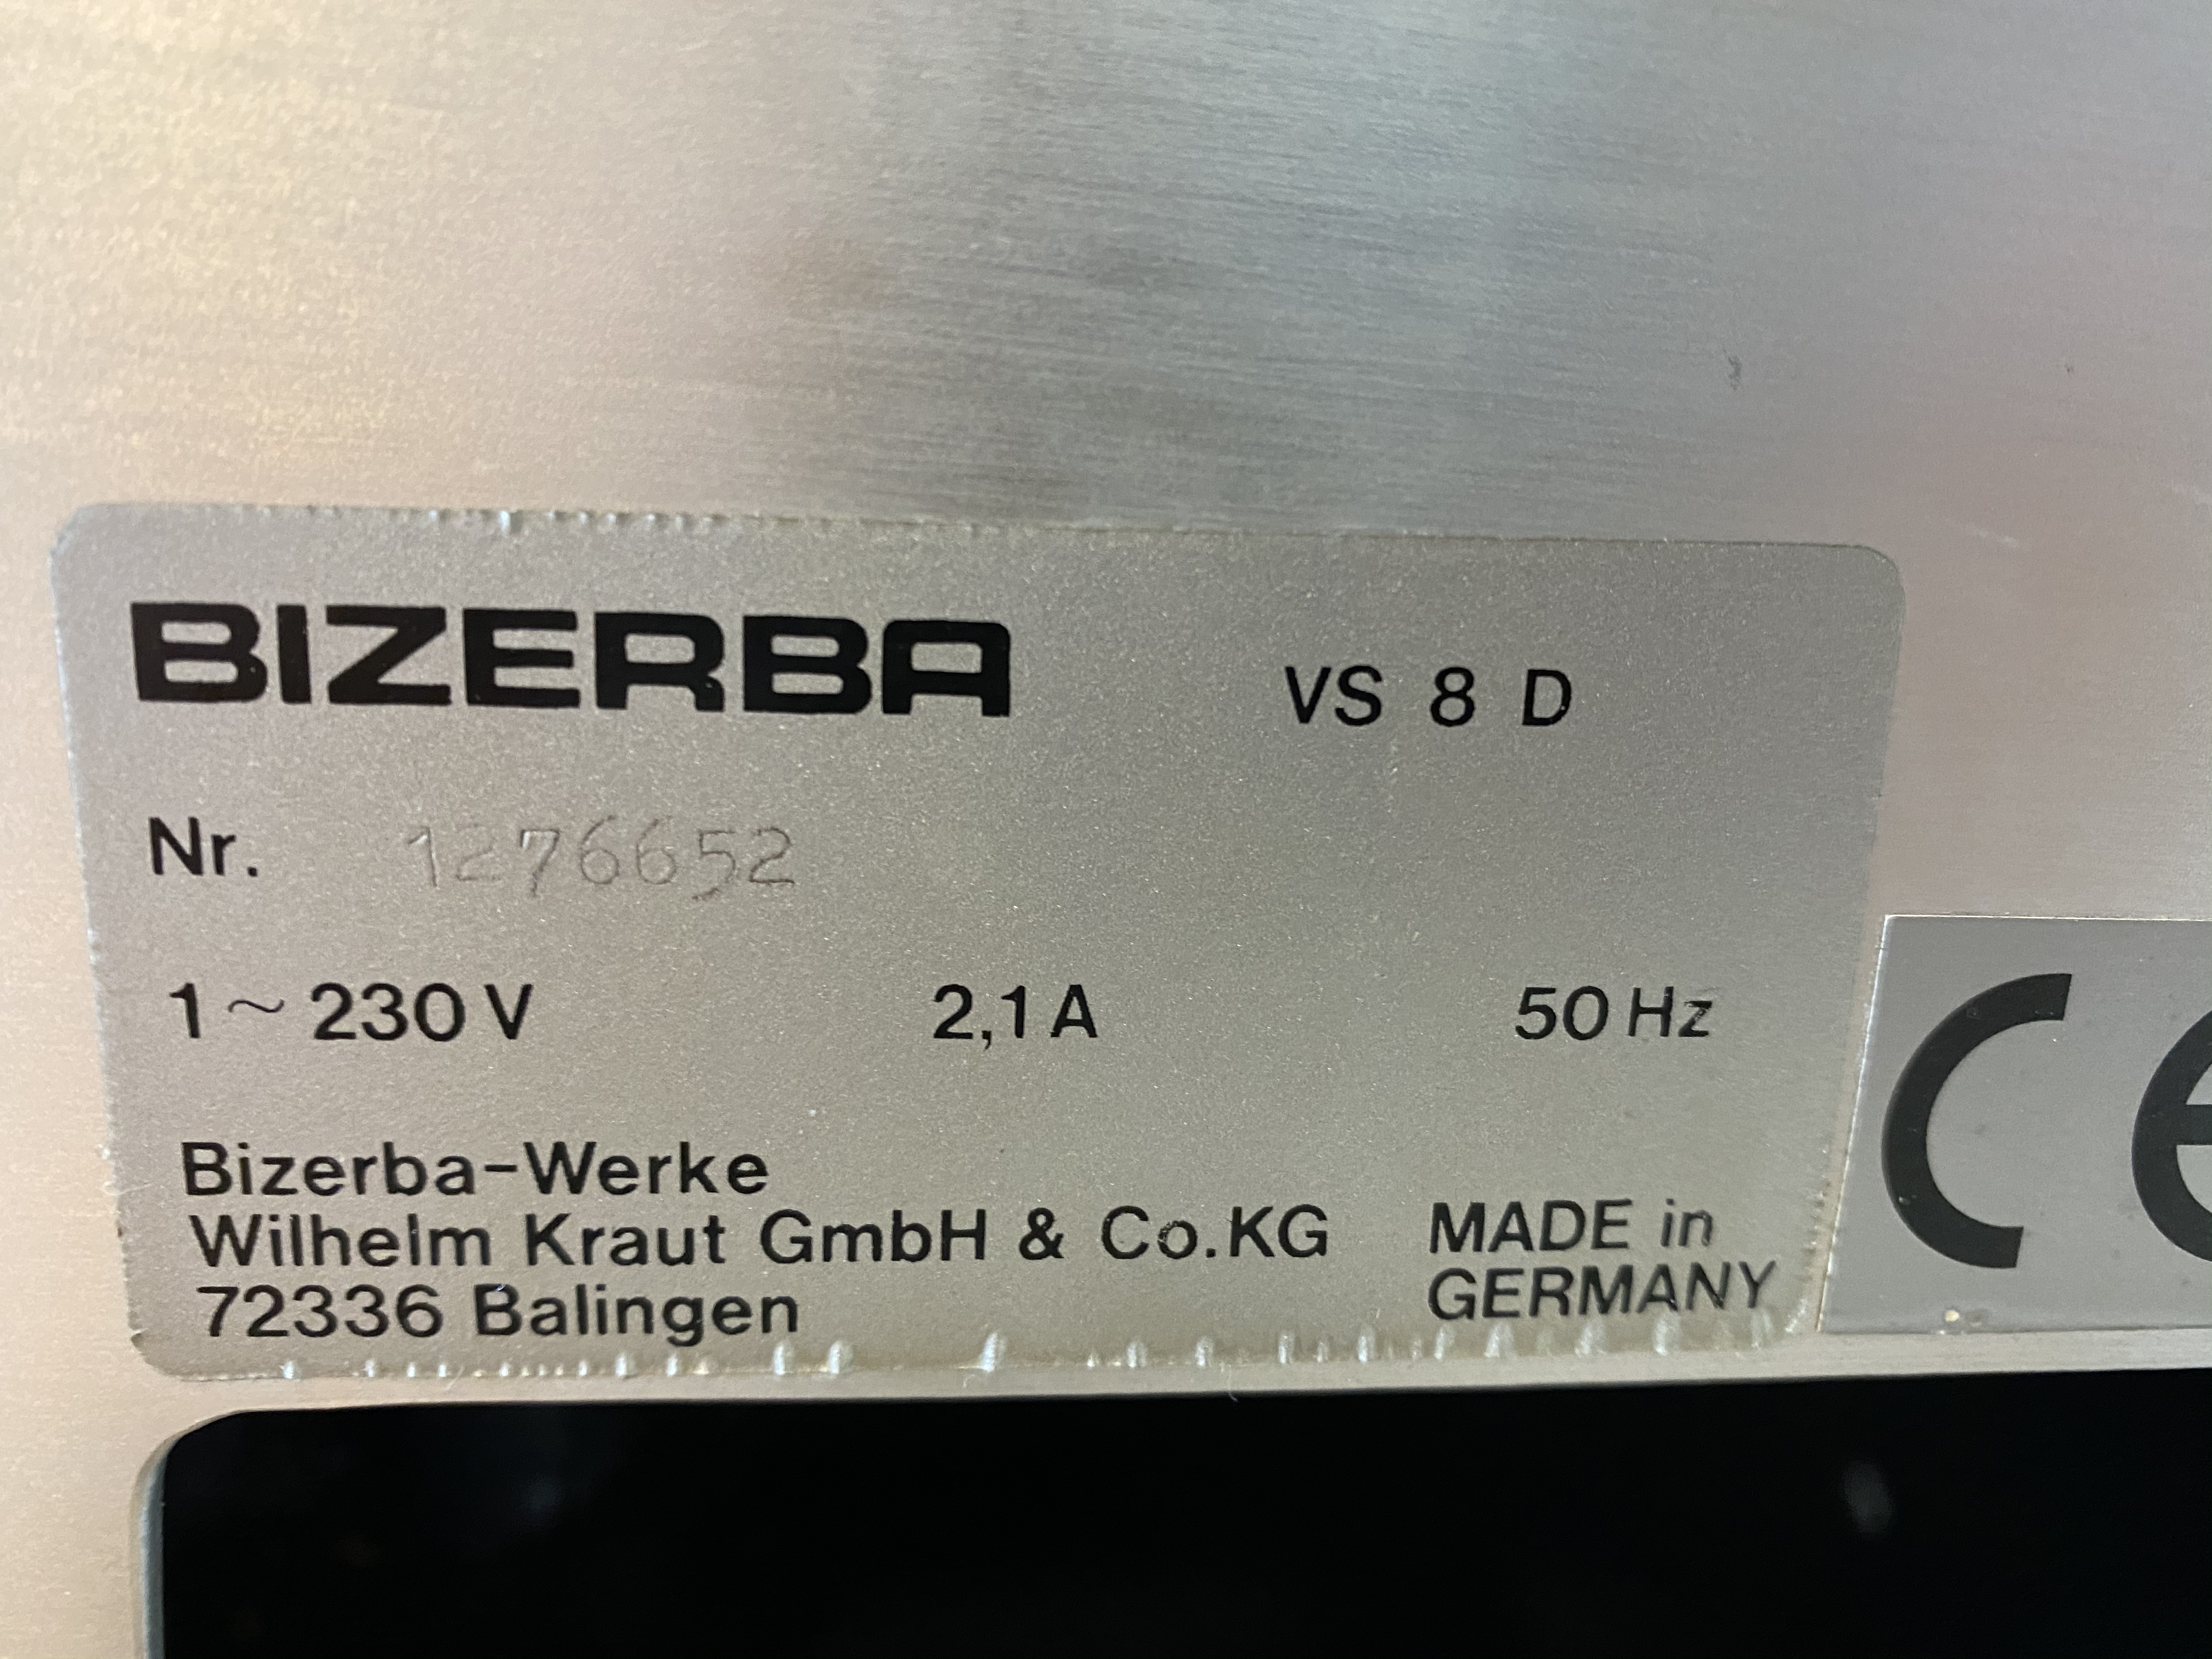 BIZERBA VS 8 D
Nr. 1276652
1 ~ 230 V 2,1 A 50 Hz
Bizerba-Werke
Wilhelm Kraut GmbH & Co.KG MADE in
72336 Balingen GERMANY
CE